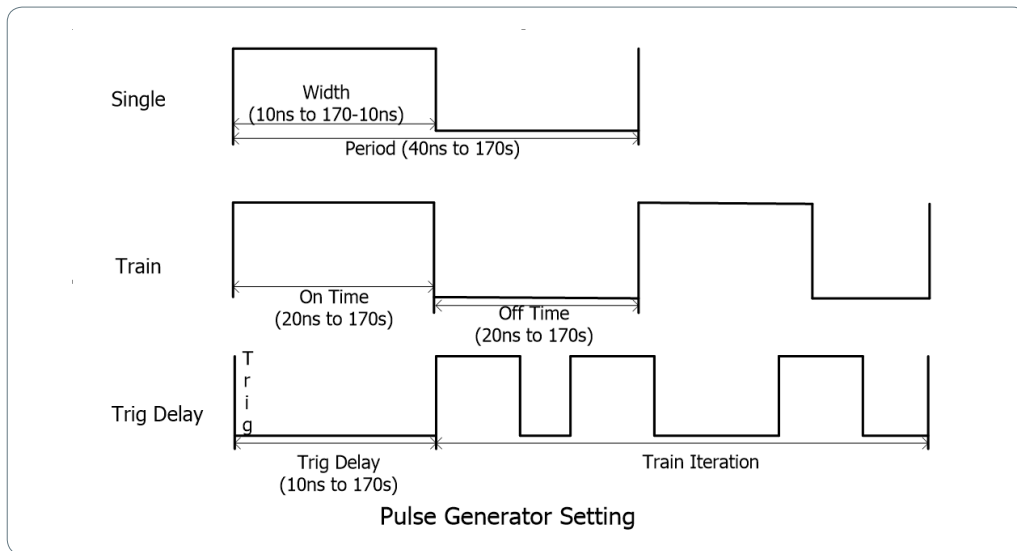 Single
Width
(10ns to 170-10ns)
Period (40ns to 170s)
Train
On Time
(20ns to 170s)
Off Time
(20ns to 170s)
Trig
Trig Delay
Trig Delay
(10ns to 170s)
Train Iteration
Pulse Generator Setting